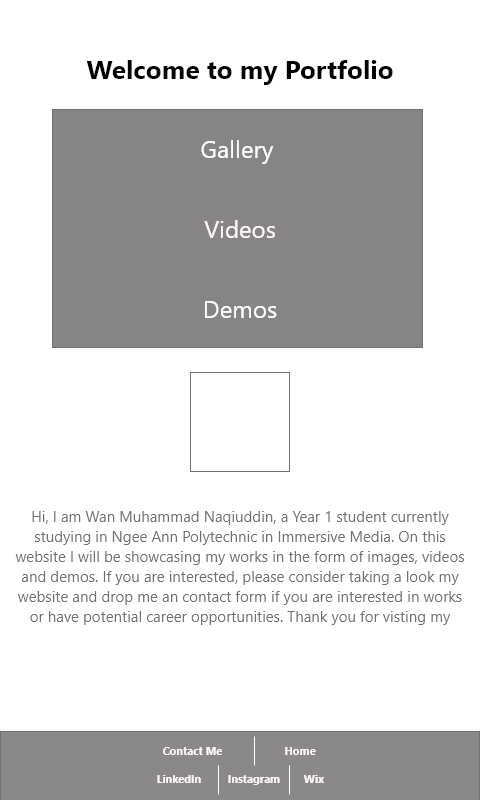 Welcome to my Portfolio
Gallery
Videos
Demos
Hi, I am Wan Muhammad Naqiuddin, a Year 1 student currently
studying in Ngee Ann Polytechnic in Immersive Media. On this
website I will be showcasing my works in the form of images, videos
and demos. If you are interested, please consider taking a look my
website and drop me an contact form if you are interested in works
or have potential career opportunities. Thank you for visting my
Contact Me Home
LinkedIn Instagram Wix